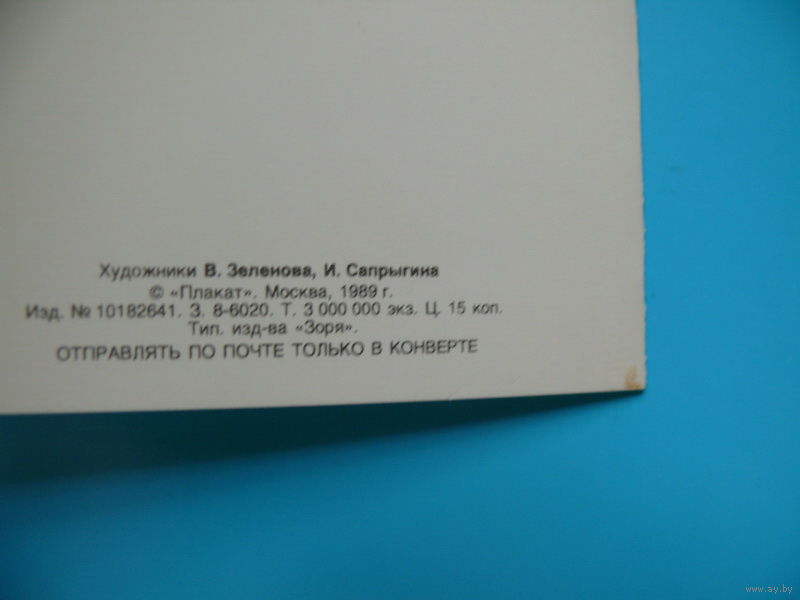 Художники В. Зеленова, И. Сапрыгина
© «Плакат». Москва, 1989 г.
Изд. № 10182641. З. 8-6020. Т. 3 000 000 экз. Ц. 15 коп.
Тип. изд-ва «Зоря».
ОТПРАВЛЯТЬ ПО ПОЧТЕ ТОЛЬКО В КОНВЕРТЕ
www.ay.by